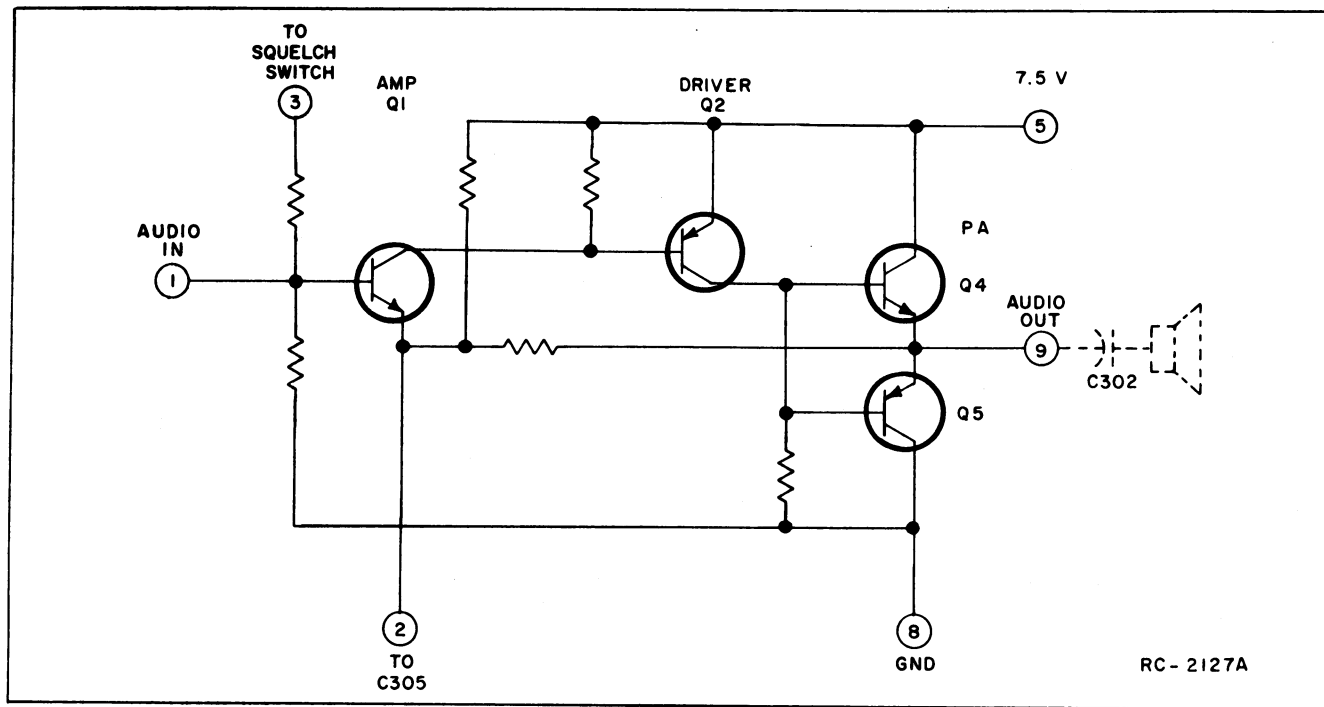 TO
SQUELCH
SWITCH
3
AMP
Q1
DRIVER
Q2
7.5 V
5
AUDIO
IN
1
PA
Q4
AUDIO
OUT
9
C302
Q5
2
TO
C305
8
GND
RC-2127A